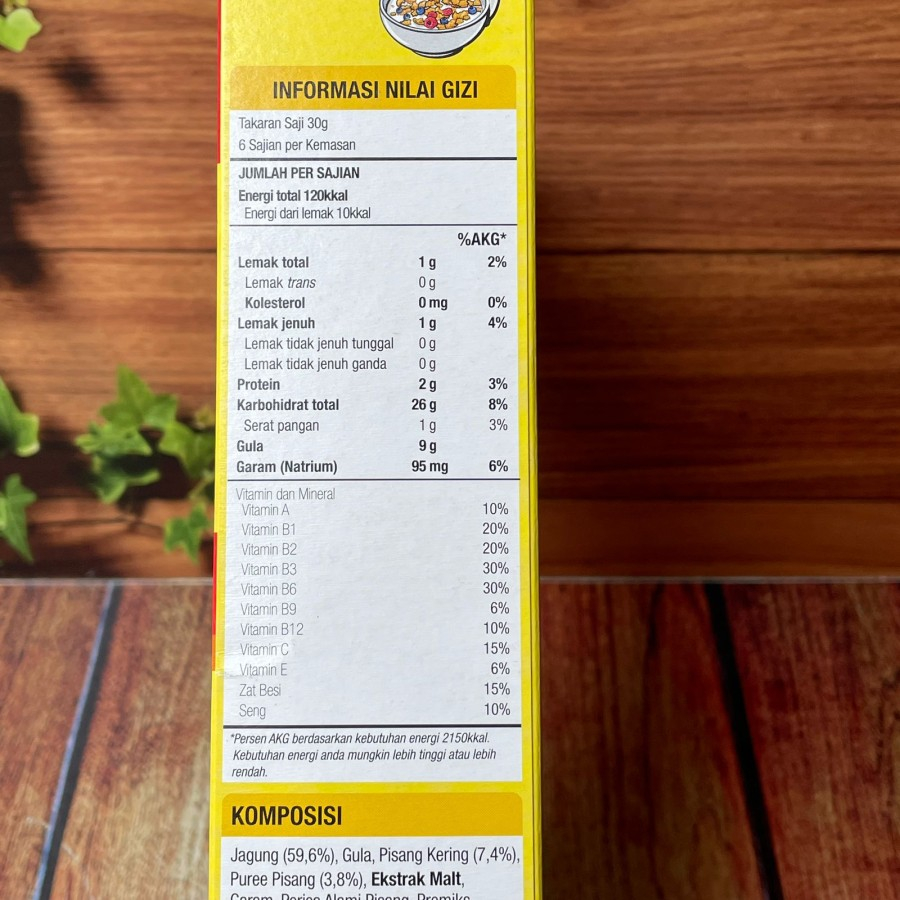 INFORMASI NILAI GIZI
Takaran Saji 30g
6 Sajian per Kemasan
JUMLAH PER SAJIAN
Energi total 120kkal
Energi dari lemak 10kkal
%AKG*
Lemak total 1 g 2%
Lemak trans 0 g
Kolesterol 0 mg 0%
Lemak jenuh 1 g 4%
Lemak tidak jenuh tunggal 0 g
Lemak tidak jenuh ganda 0 g
Protein 2 g 3%
Karbohidrat total 26 g 8%
Serat pangan 1 g 3%
Gula 9 g
Garam (Natrium) 95 mg 6%
Vitamin dan Mineral
Vitamin A 10%
Vitamin B1 20%
Vitamin B2 20%
Vitamin B3 30%
Vitamin B6 30%
Vitamin B9 6%
Vitamin B12 10%
Vitamin C 15%
Vitamin E 6%
Zat Besi 15%
Seng 10%
*Persen AKG berdasarkan kebutuhan energi 2150kkal.
Kebutuhan energi anda mungkin lebih tinggi atau lebih
rendah.
KOMPOSISI
Jagung (59,6%), Gula, Pisang Kering (7,4%),
Puree Pisang (3,8%), Ekstrak Malt,
Garam, Perisa Alami Pisang, Premiks